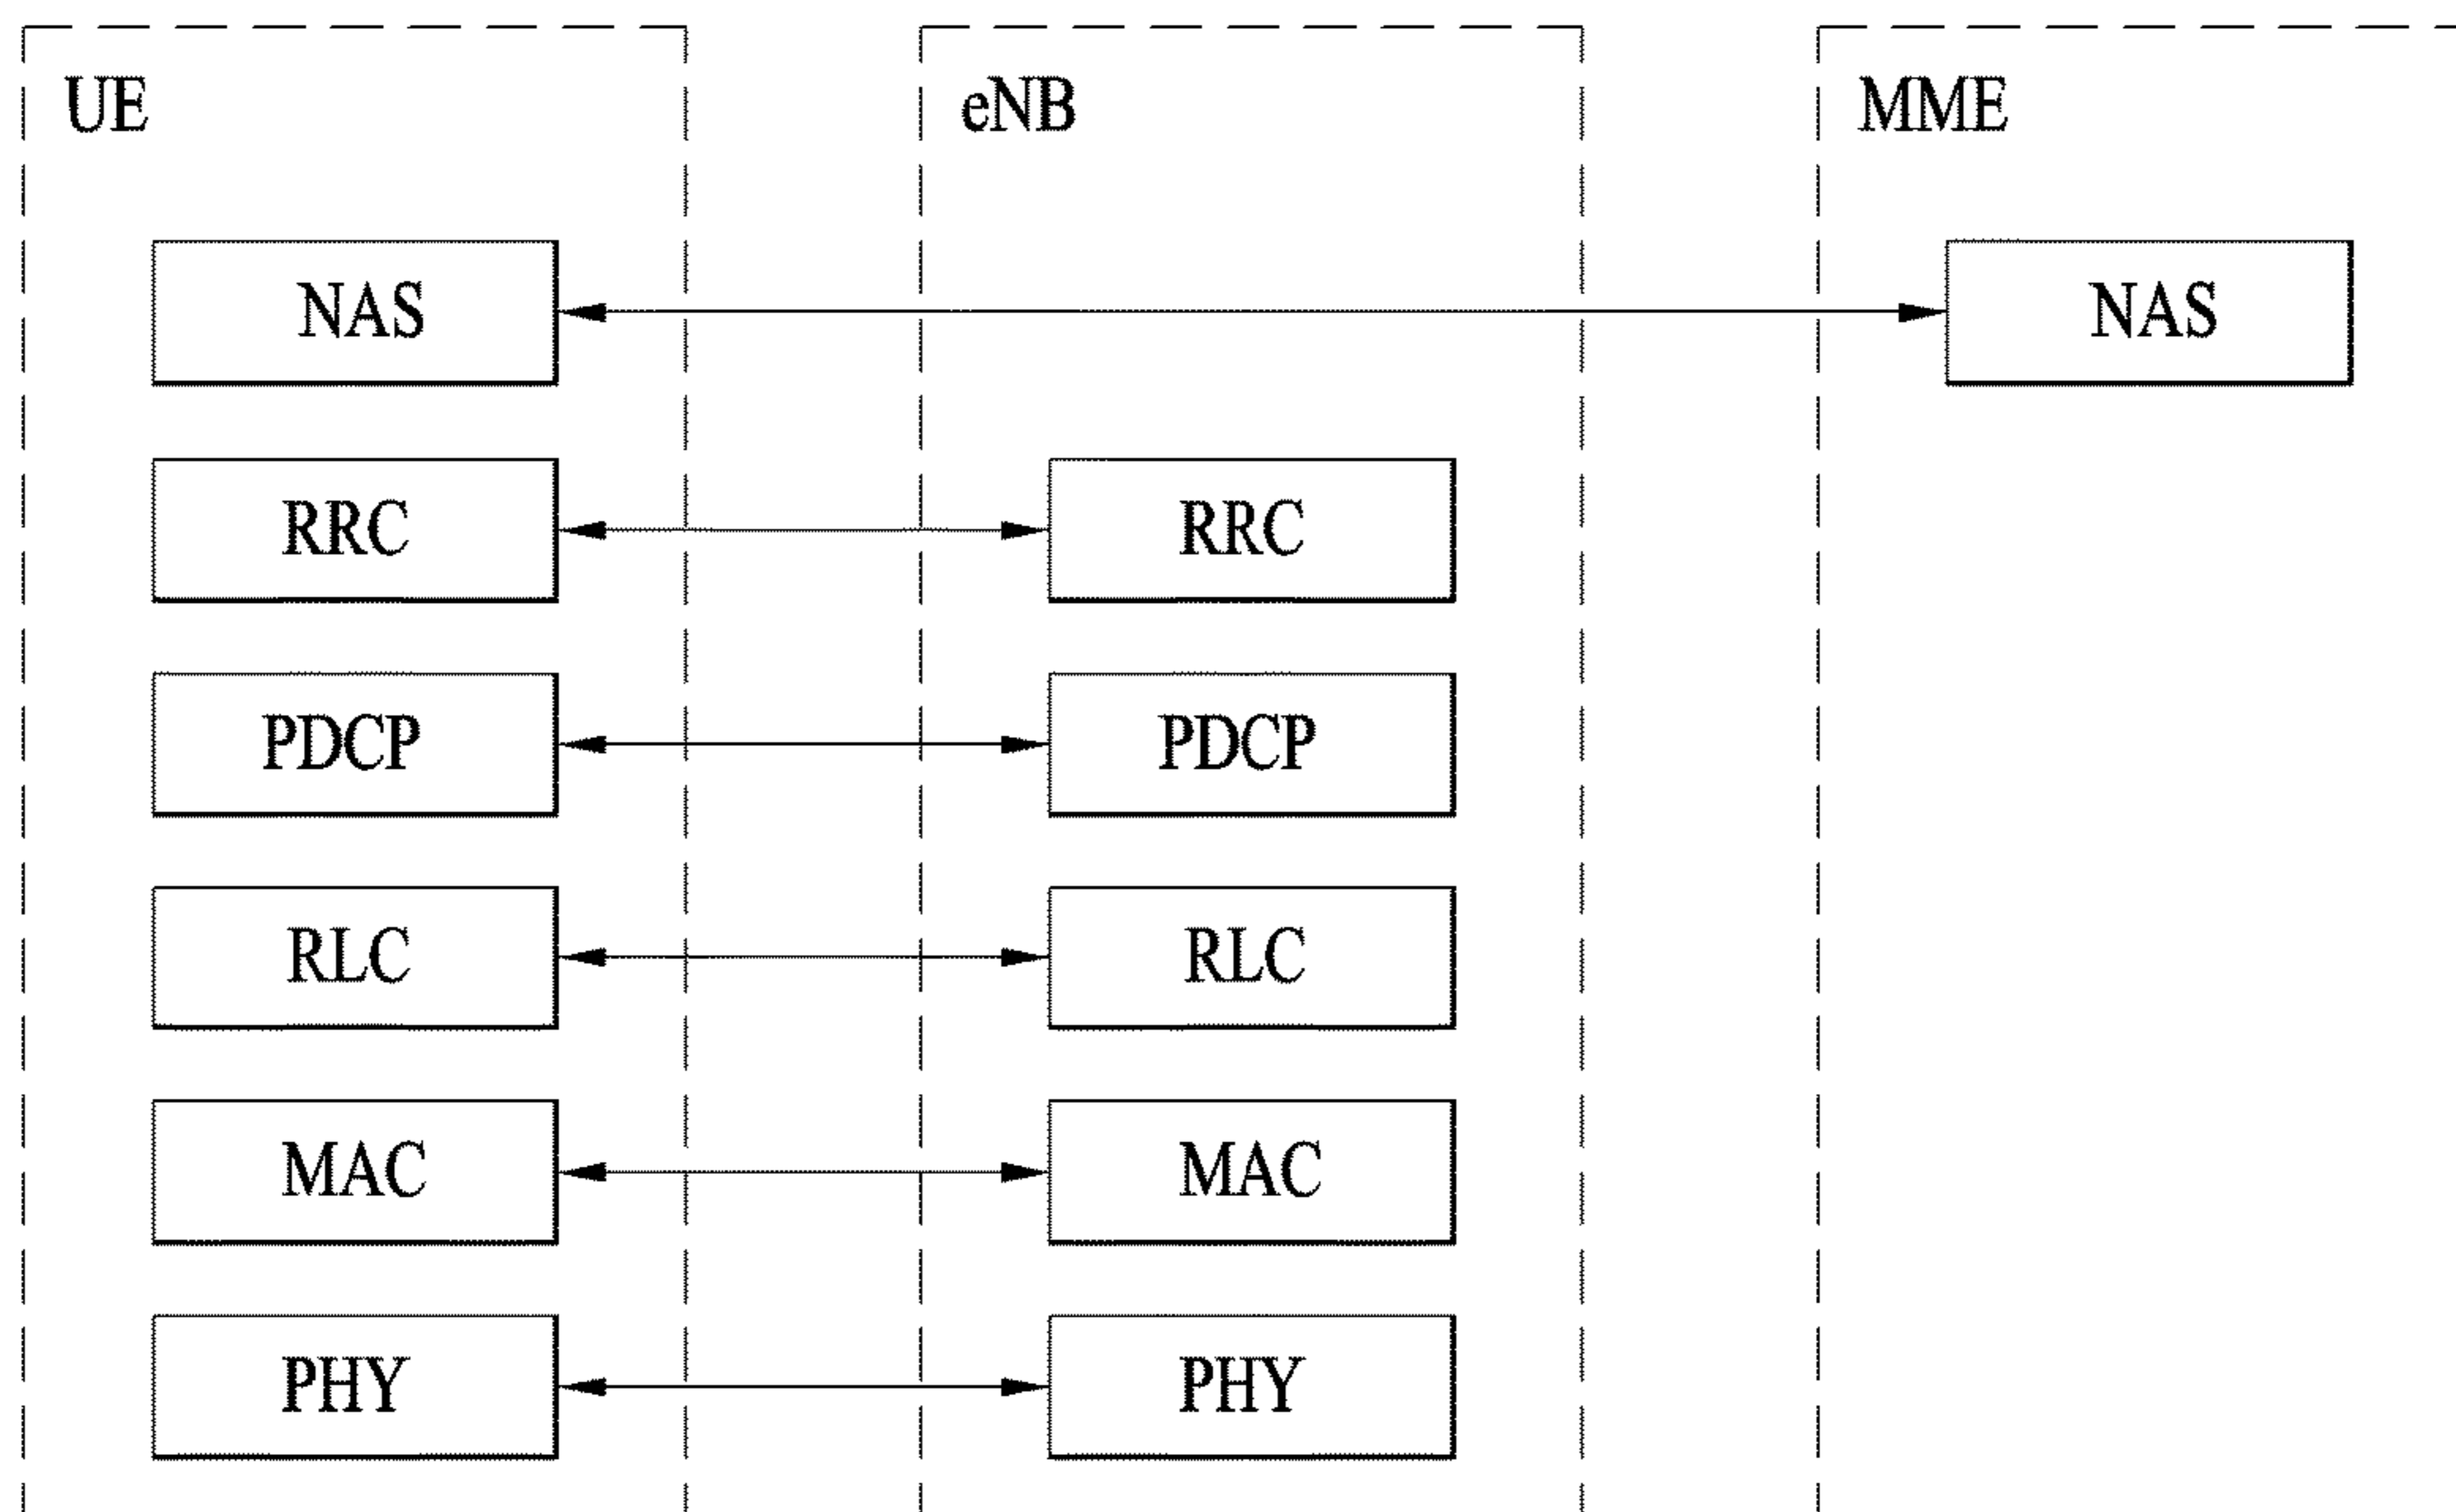 UE eNB MME
NAS NAS
RRC RRC
PDCP PDCP
RLC RLC
MAC MAC
PHY PHY